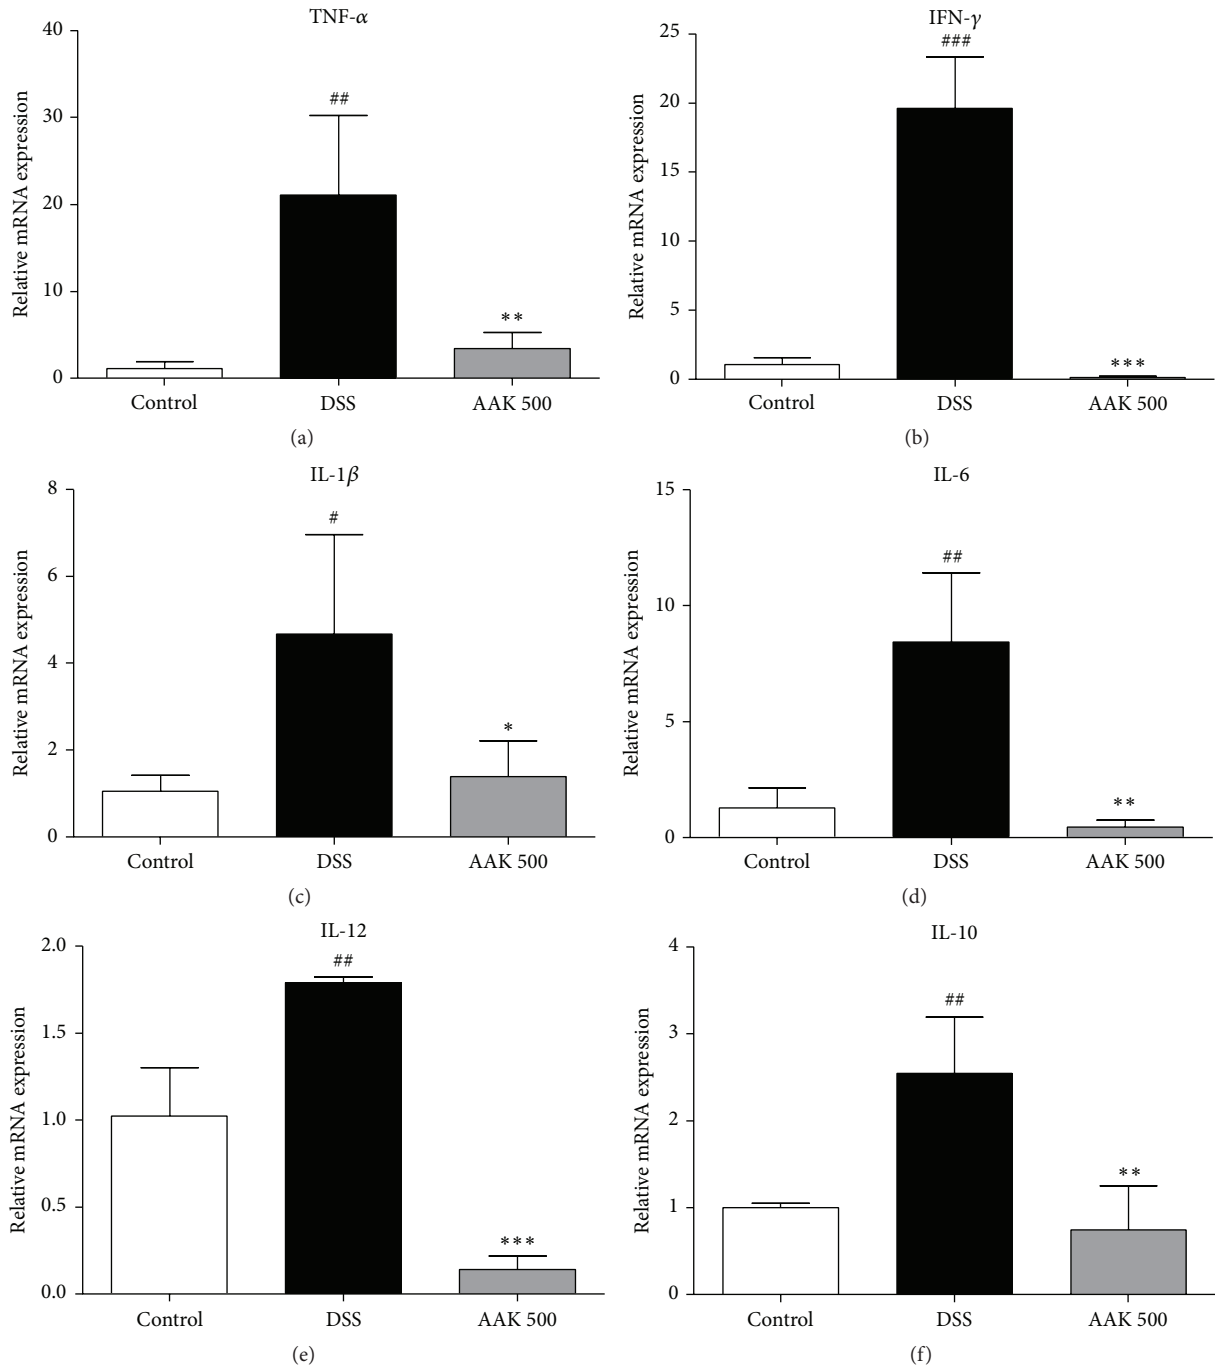 TNF-α
Relative mRNA expression
40
30
20
10
0
##
**
Control
DSS
AAK 500
(a)
IFN-γ
Relative mRNA expression
25
20
15
10
5
0
###
***
Control
DSS
AAK 500
(b)
IL-1β
Relative mRNA expression
8
6
4
2
0
#
*
Control
DSS
AAK 500
(c)
IL-6
Relative mRNA expression
15
10
5
0
##
**
Control
DSS
AAK 500
(d)
IL-12
Relative mRNA expression
2.0
1.5
1.0
0.5
0.0
##
***
Control
DSS
AAK 500
(e)
IL-10
Relative mRNA expression
4
3
2
1
0
##
**
Control
DSS
AAK 500
(f)